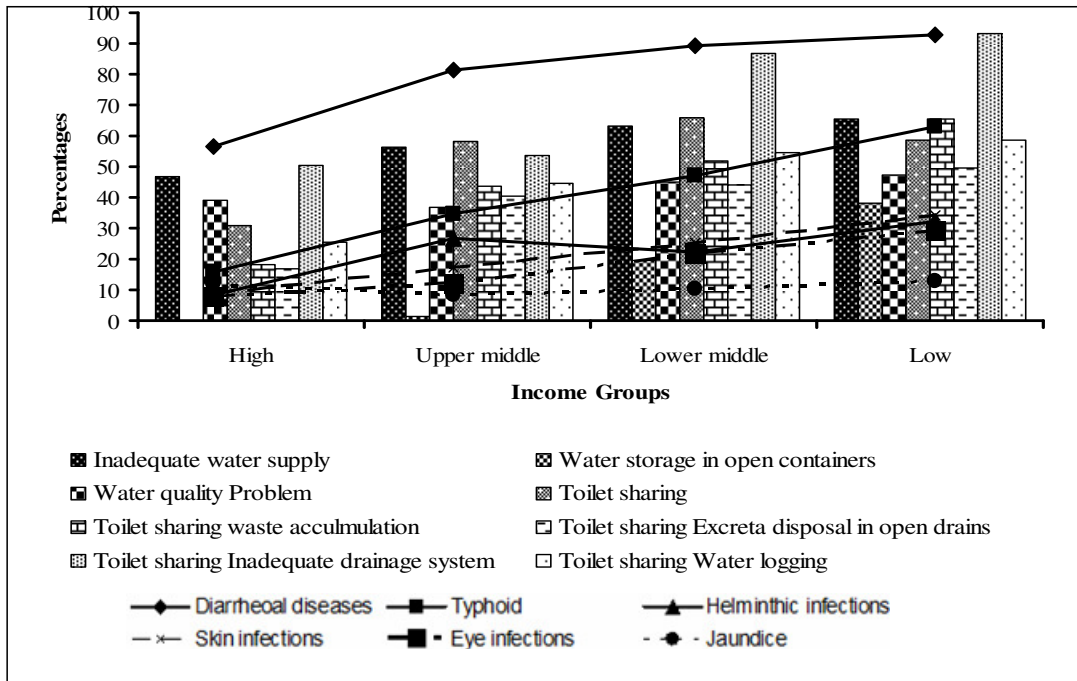 100
90
80
70
60
50
40
30
20
10
0
Percentages
High Upper middle Lower middle Low
Income Groups
Inadequate water supply Water storage in open containers
Water quality Problem Toilet sharing
Toilet sharing waste acculmulation Toilet sharing Excreta disposal in open drains
Toilet sharing Inadequate drainage system Toilet sharing Water logging
Diarrheoal diseases Typhoid Helminthic infections
Skin infections Eye infections Jaundice